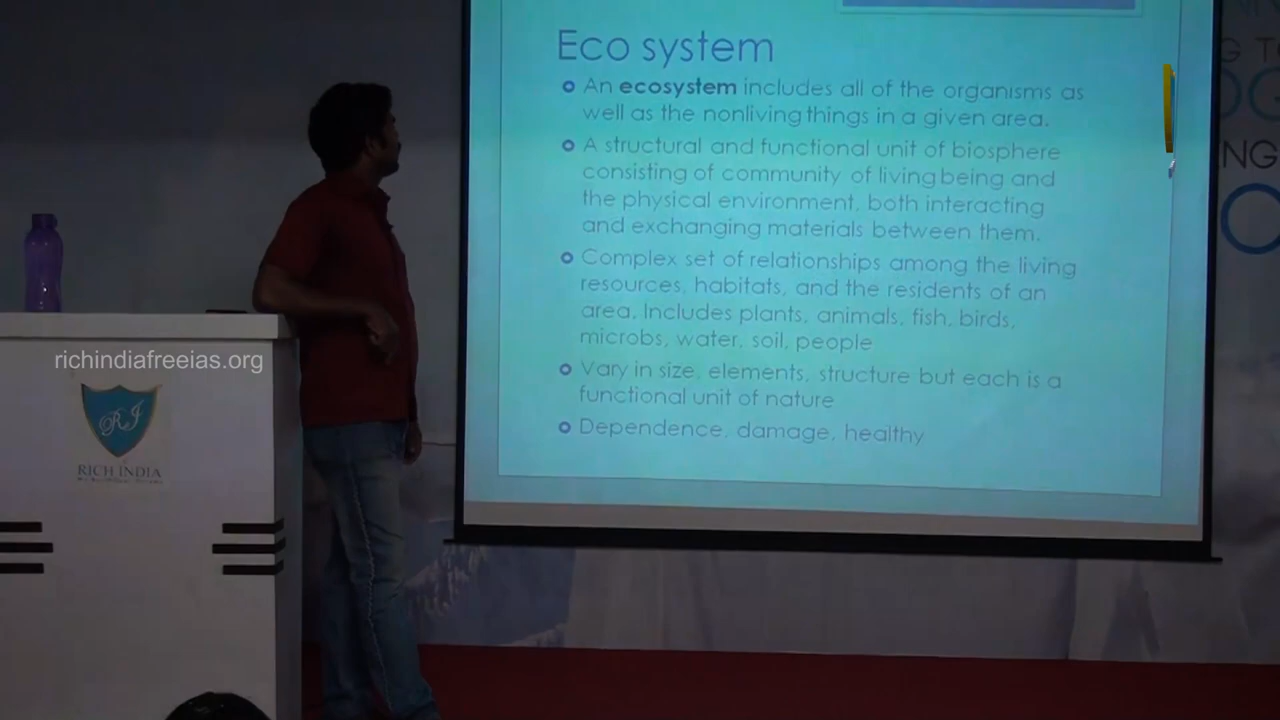 Eco system
An ecosystem includes all of the organisms as
well as the nonliving things in a given area.
A structural and functional unit of biosphere
consisting of community of living being and
the physical environment, both interacting
and exchanging materials between them.
Complex set of relationships among the living
resources, habitats, and the residents of an
area. Includes plants, animals, fish, birds,
microbs, water, soil, people
Vary in size, elements, structure but each is a
functional unit of nature
Dependence, damage, healthy
richindiafreeias.org
RI
RICH INDIA